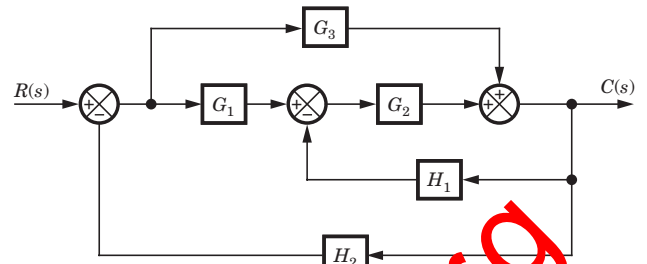 G₃
R(s) + − G₁ + − G₂ + + C(s)
H₁
H₂
g